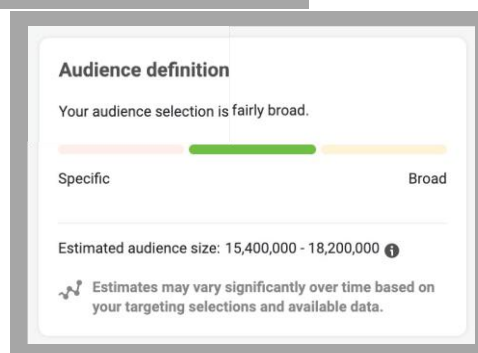 Audience definition
Your audience selection is fairly broad.
Specific Broad
Estimated audience size: 15,400,000 - 18,200,000
Estimates may vary significantly over time based on
your targeting selections and available data.